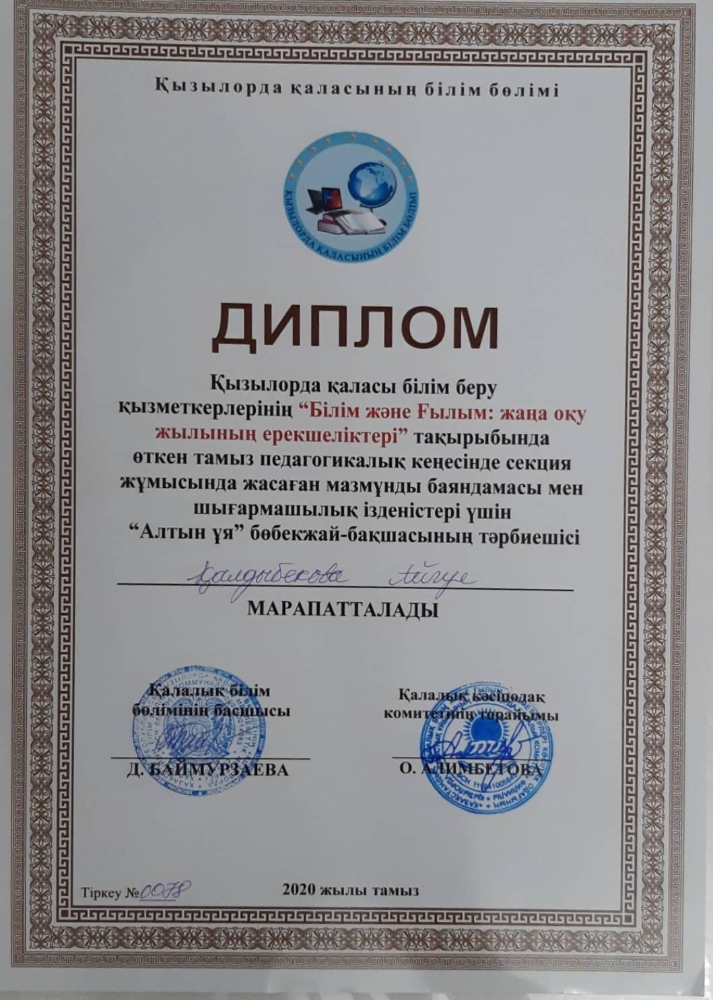 Қызылорда қаласының білім бөлімі
ҚЫЗЫЛОРДА ҚАЛАСЫНЫҢ БІЛІМ БӨЛІМІ
ДИПЛОМ
Қызылорда қаласы білім беру
қызметкерлерінің “Білім және Ғылым: жаңа оқу
жылының ерекшеліктері” тақырыбында
өткен тамыз педагогикалық кеңесінде секция
жұмысында жасаған мазмұнды баяндамасы мен
шығармашылық ізденістері үшін
“Алтын ұя” бөбекжай-бақшасының тәрбиешісі
Қалдыбекова Айгүл
МАРАПАТТАЛАДЫ
Қалалық білім
бөлімінің басшысы
Д. БАЙМУРЗАЕВА
Қалалық кәсіподақ
комитетінің төрайымы
О. АЛИМБЕТОВА
Тіркеу №0078
2020 жылы тамыз